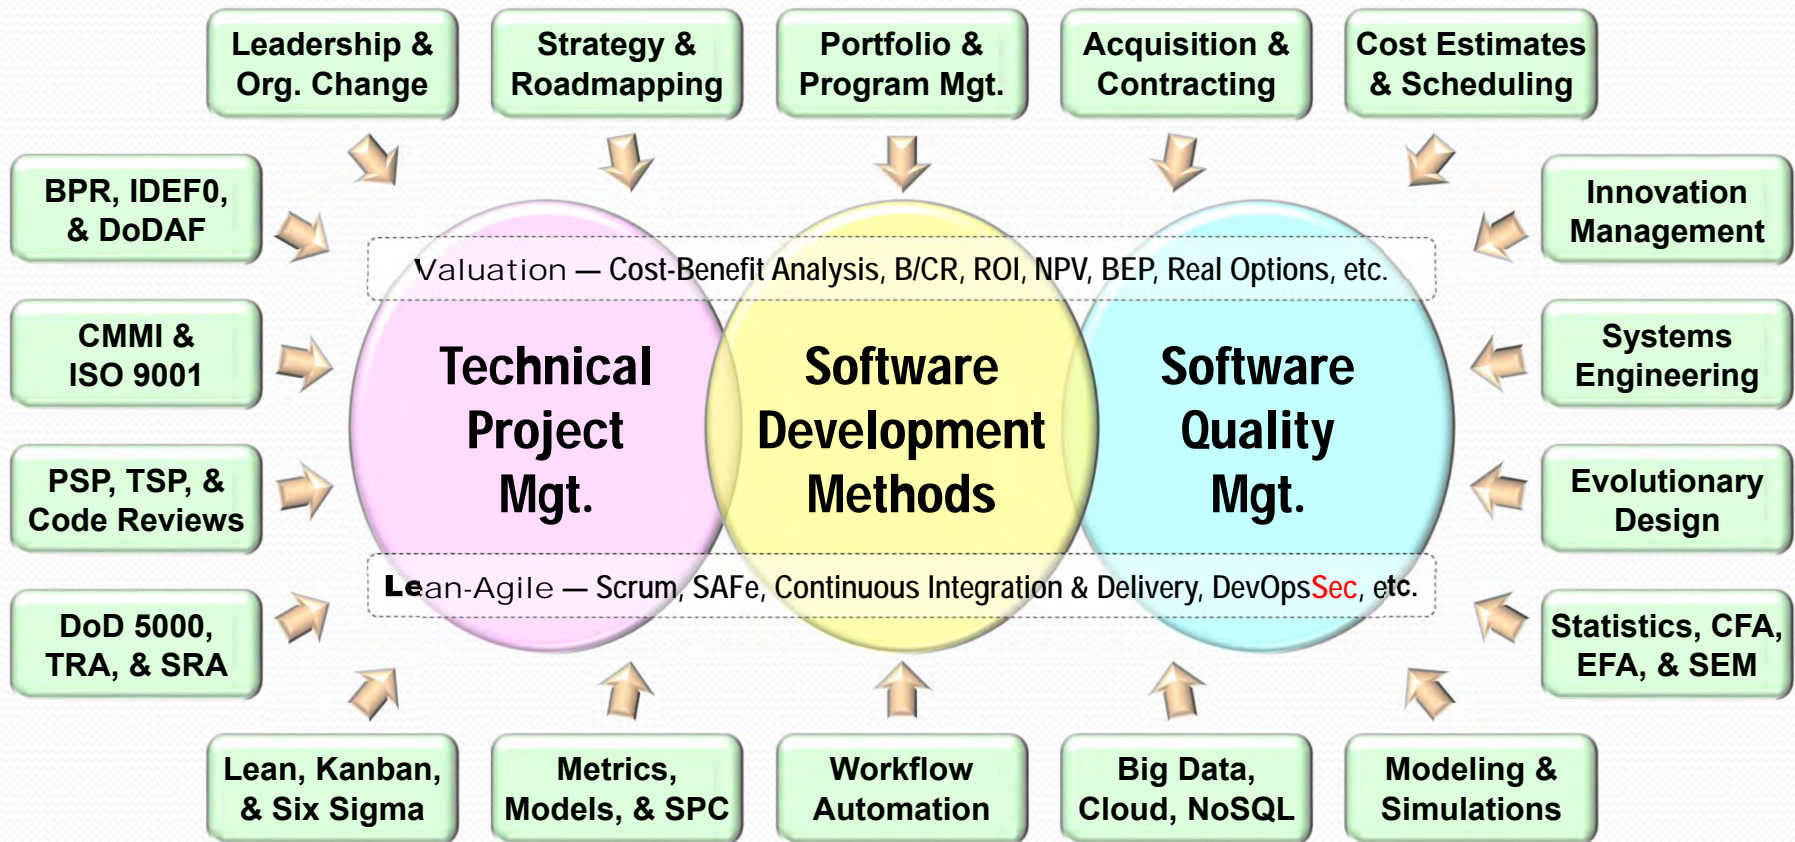 Leadership &
Org. Change
Strategy &
Roadmapping
Portfolio &
Program Mgt.
Acquisition &
Contracting
Cost Estimates
& Scheduling
BPR, IDEF0,
& DoDAF
Innovation
Management
Valuation — Cost-Benefit Analysis, B/CR, ROI, NPV, BEP, Real Options, etc.
CMMI &
ISO 9001
Systems
Engineering
Technical
Project
Mgt.
Software
Development
Methods
Software
Quality
Mgt.
PSP, TSP, &
Code Reviews
Evolutionary
Design
Lean-Agile — Scrum, SAFe, Continuous Integration & Delivery, DevOpsSec, etc.
DoD 5000,
TRA, & SRA
Statistics, CFA,
EFA, & SEM
Lean, Kanban,
& Six Sigma
Metrics,
Models, & SPC
Workflow
Automation
Big Data,
Cloud, NoSQL
Modeling &
Simulations